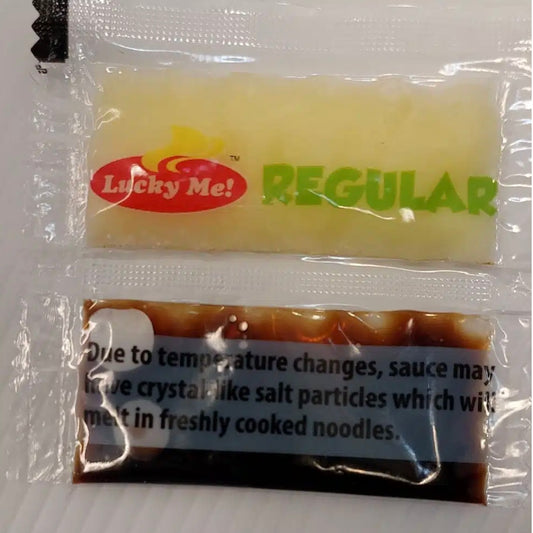 Lucky Me!™ REGULAR
Due to temperature changes, sauce may
have crystal-like salt particles which will
melt in freshly cooked noodles.